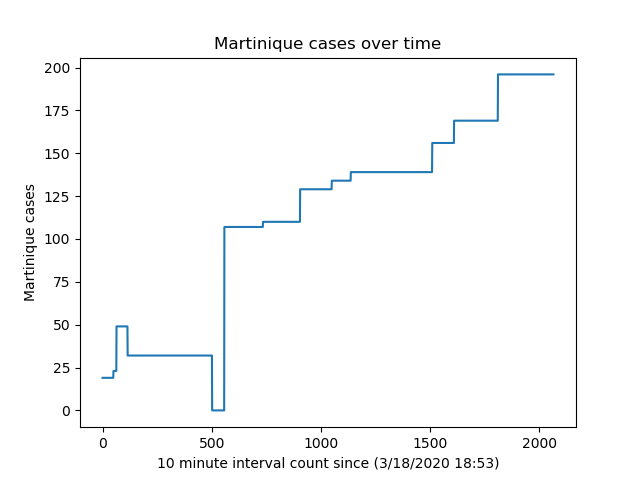 Martinique cases over time
200
175
150
125
100
75
50
25
0
Martinique cases
0 500 1000 1500 2000
10 minute interval count since (3/18/2020 18:53)